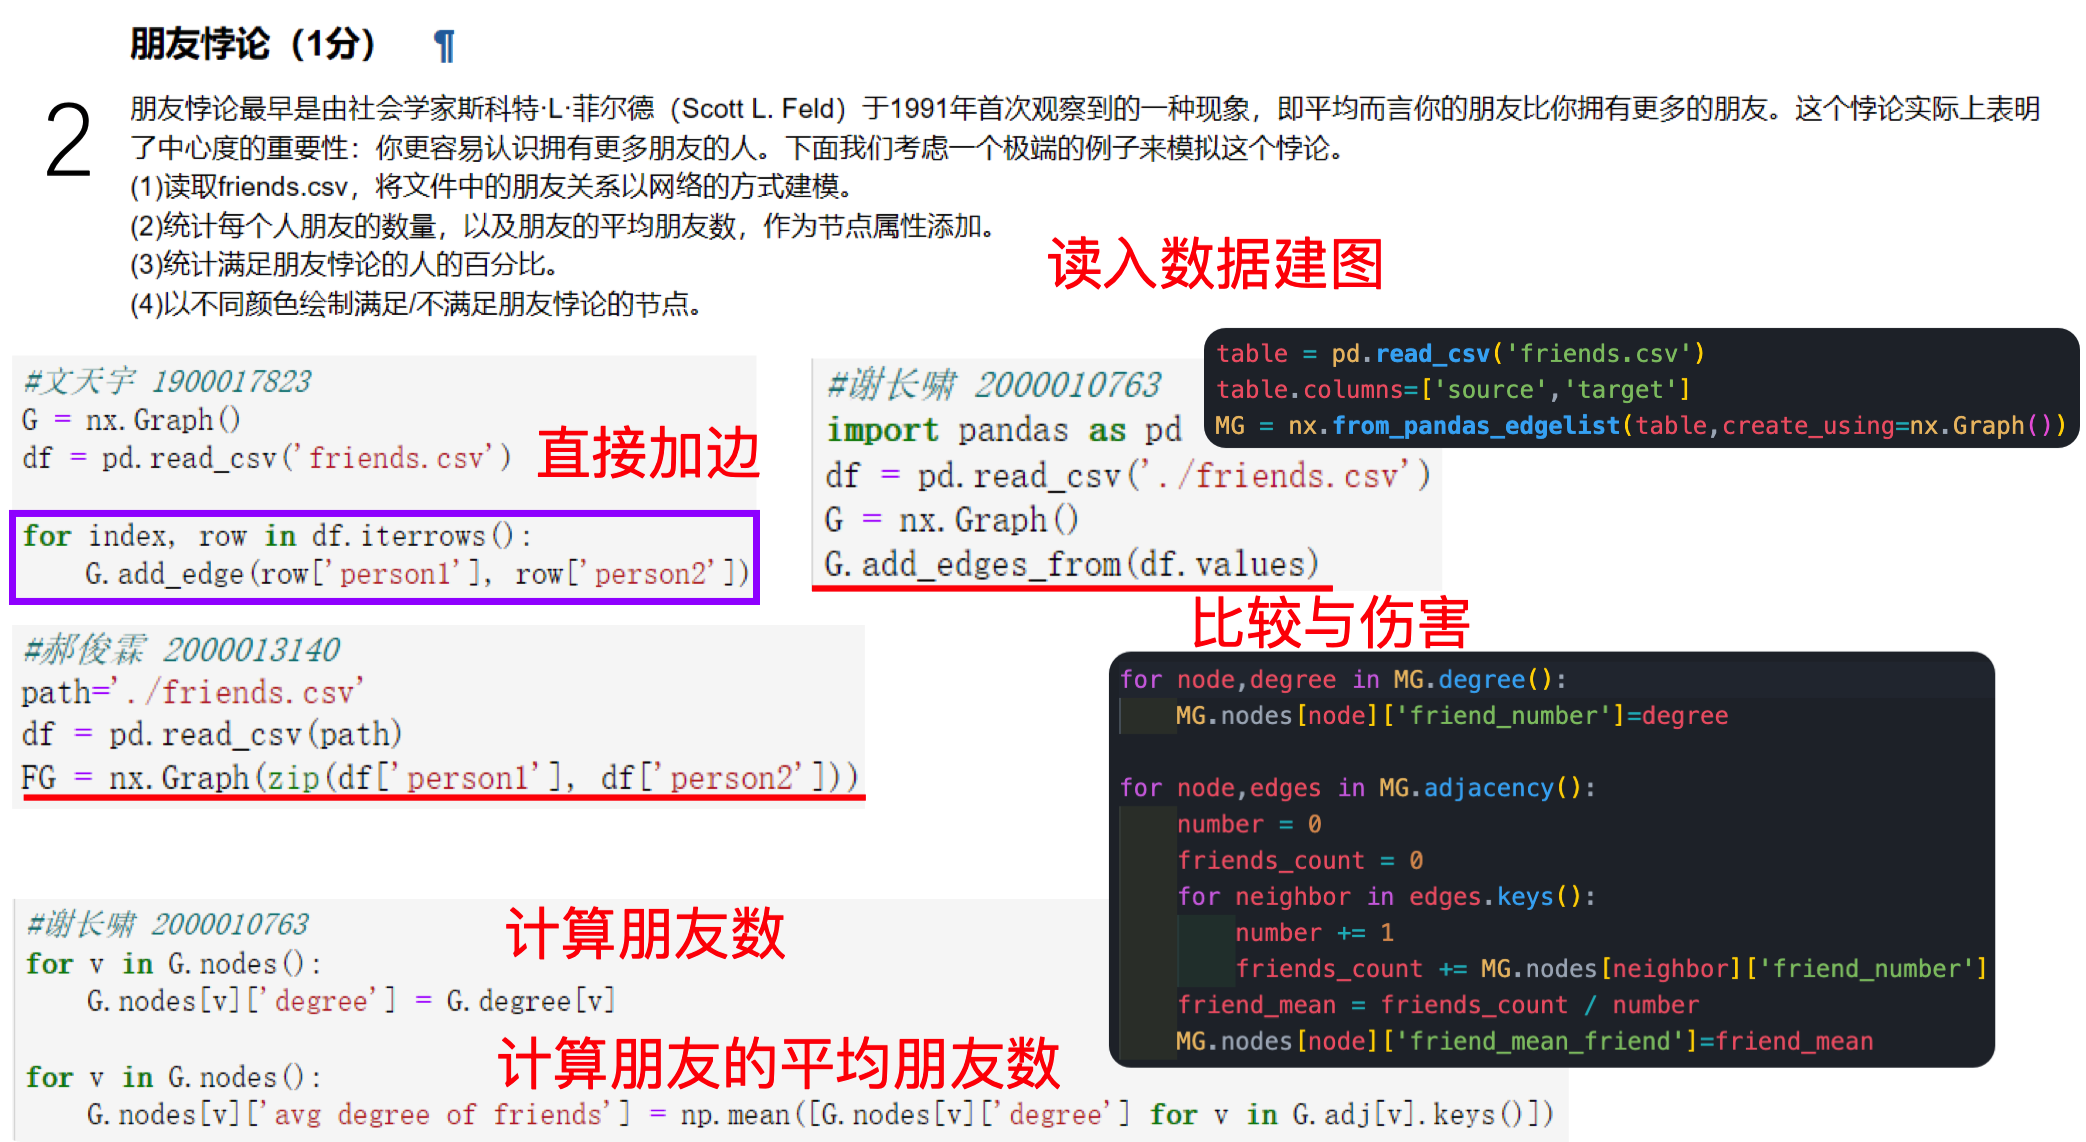 朋友悖论（1分） ¶
2
朋友悖论最早是由社会学家斯科特·L·菲尔德（Scott L. Feld）于1991年首次观察到的一种现象，即平均而言你的朋友比你拥有更多的朋友。这个悖论实际上表明
了中心度的重要性：你更容易认识拥有更多朋友的人。下面我们考虑一个极端的例子来模拟这个悖论。
(1)读取friends.csv，将文件中的朋友关系以网络的方式建模。
(2)统计每个人朋友的数量，以及朋友的平均朋友数，作为节点属性添加。
(3)统计满足朋友悖论的人的百分比。
(4)以不同颜色绘制满足/不满足朋友悖论的节点。
读入数据建图
#文天宇 1900017823
G = nx.Graph()
df = pd.read_csv('friends.csv')
直接加边
for index, row in df.iterrows():
    G.add_edge(row['person1'], row['person2'])
#谢长啸 2000010763
import pandas as pd
df = pd.read_csv('./friends.csv')
G = nx.Graph()
G.add_edges_from(df.values)
table = pd.read_csv('friends.csv')
table.columns=['source','target']
MG = nx.from_pandas_edgelist(table,create_using=nx.Graph())
#郝俊霖 2000013140
path='./friends.csv'
df = pd.read_csv(path)
FG = nx.Graph(zip(df['person1'], df['person2']))
比较与伤害
for node,degree in MG.degree():
    MG.nodes[node]['friend_number']=degree
for node,edges in MG.adjacency():
    number = 0
    friends_count = 0
    for neighbor in edges.keys():
        number += 1
        friends_count += MG.nodes[neighbor]['friend_number']
    friend_mean = friends_count / number
    MG.nodes[node]['friend_mean_friend']=friend_mean
#谢长啸 2000010763
计算朋友数
for v in G.nodes():
    G.nodes[v]['degree'] = G.degree[v]
计算朋友的平均朋友数
for v in G.nodes():
    G.nodes[v]['avg degree of friends'] = np.mean([G.nodes[v]['degree'] for v in G.adj[v].keys()])